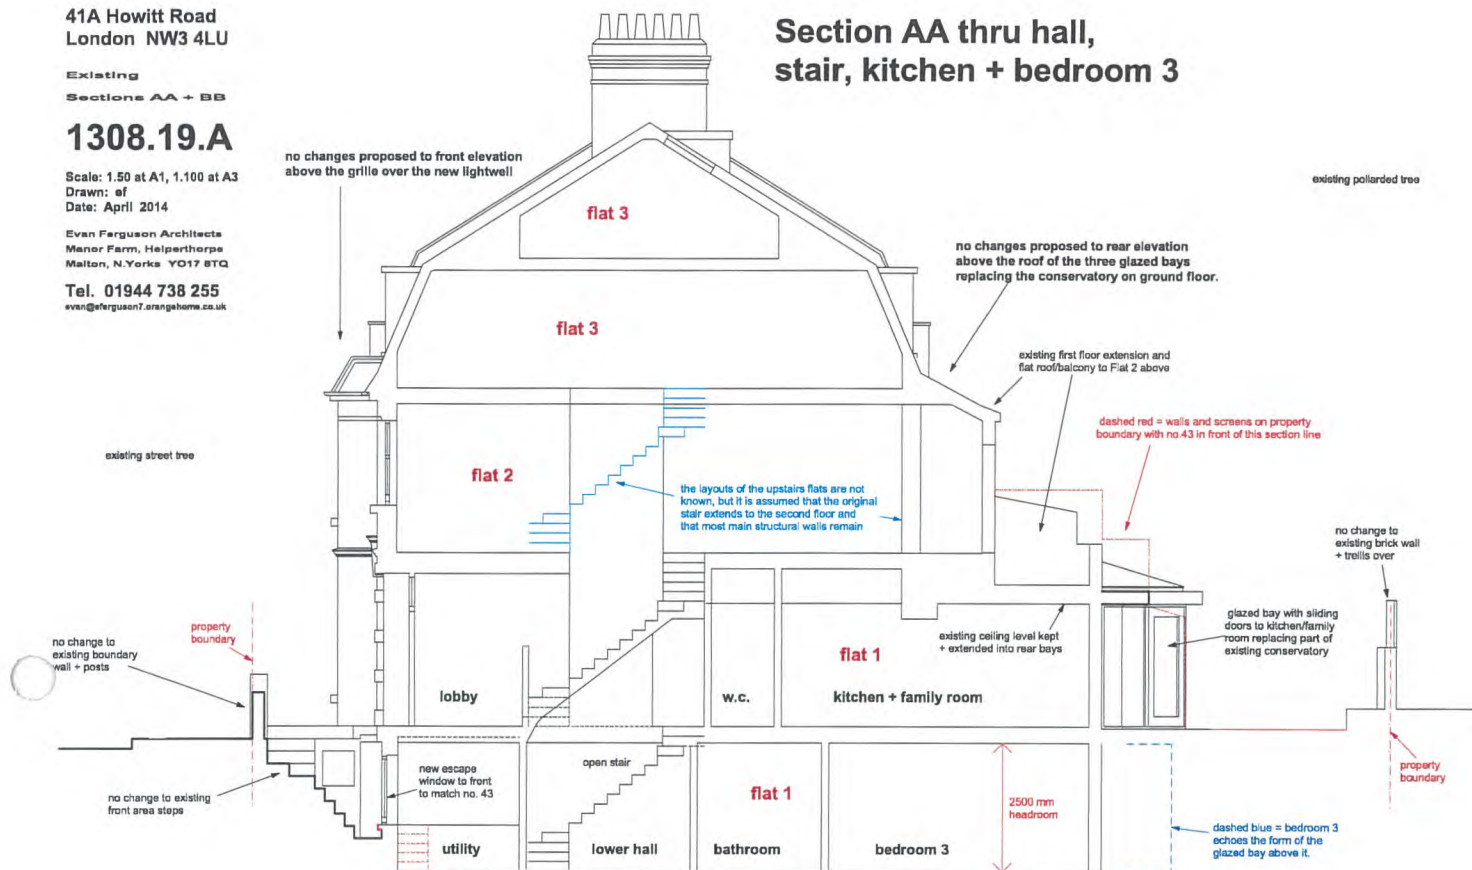 41A Howitt Road
London NW3 4LU
Existing
Sections AA + BB
1308.19.A
Scale: 1.50 at A1, 1.100 at A3
Drawn: ef
Date: April 2014
Evan Ferguson Architects
Manor Farm, Helperthorpe
Malton, N.Yorks YO17 8TQ
Tel. 01944 738 255
evan@eferguson7.orangehome.co.uk
Section AA thru hall,
stair, kitchen + bedroom 3
no changes proposed to front elevation
above the grille over the new lightwell
existing pollarded tree
flat 3
no changes proposed to rear elevation
above the roof of the three glazed bays
replacing the conservatory on ground floor.
flat 3
existing first floor extension and
flat roof/balcony to Flat 2 above
dashed red = walls and screens on property
boundary with no.43 in front of this section line
existing street tree
flat 2
the layouts of the upstairs flats are not
known, but it is assumed that the original
stair extends to the second floor and
that most main structural walls remain
no change to
existing brick wall
+ treills over
property
boundary
no change to
existing boundary
wall + posts
glazed bay with sliding
doors to kitchen/family
room replacing part of
existing conservatory
existing ceiling level kept
+ extended into rear bays
flat 1
lobby
w.c.
kitchen + family room
new escape
window to front
to match no. 43
open stair
property
boundary
no change to existing
front area steps
flat 1
2500 mm
headroom
dashed blue = bedroom 3
echoes the form of the
glazed bay above it.
utility
lower hall
bathroom
bedroom 3